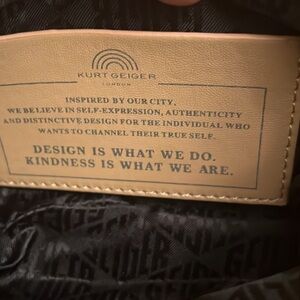 KURT GEIGER
LONDON
INSPIRED BY OUR CITY.
WE BELIEVE IN SELF-EXPRESSION, AUTHENTICITY
AND DISTINCTIVE DESIGN FOR THE INDIVIDUAL WHO
WANTS TO CHANNEL THEIR TRUE SELF.
DESIGN IS WHAT WE DO.
KINDNESS IS WHAT WE ARE.